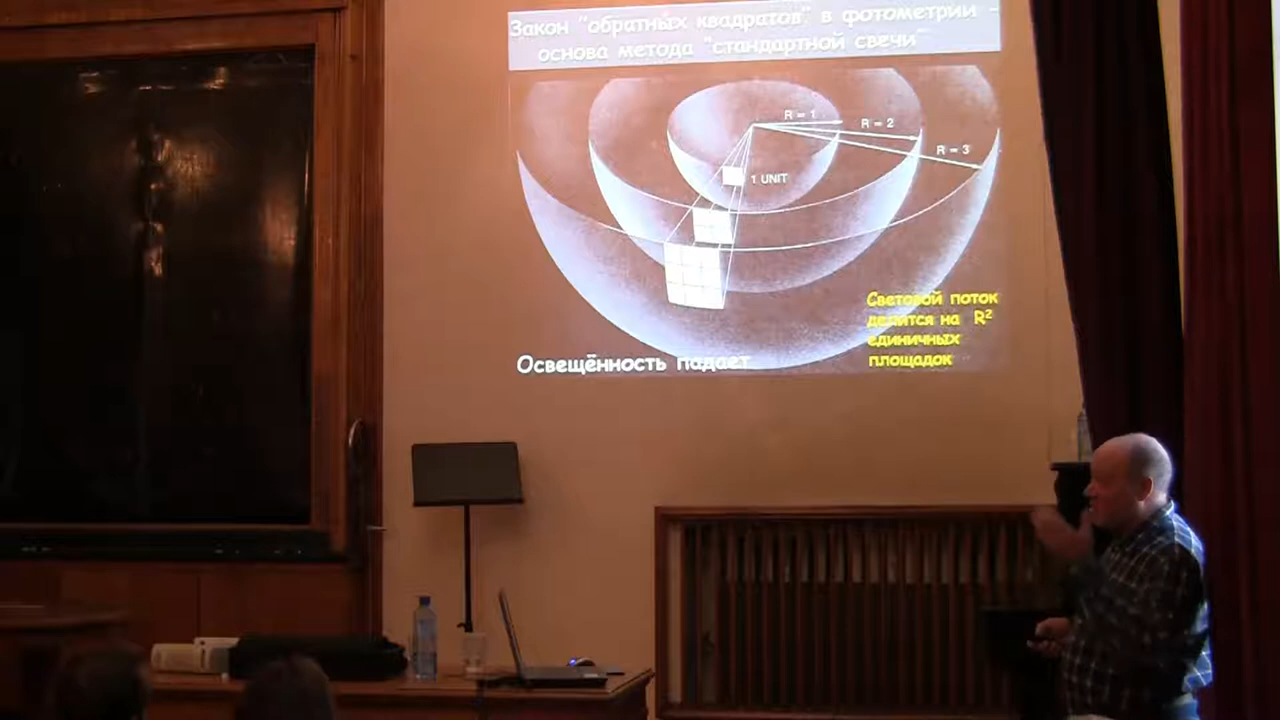 Закон "обратных квадратов" в фотометрии -
основа метода "стандартной свечи"
R = 1
R = 2
R = 3
1 UNIT
Световой поток
делится на R²
единичных
площадок
Освещённость падает